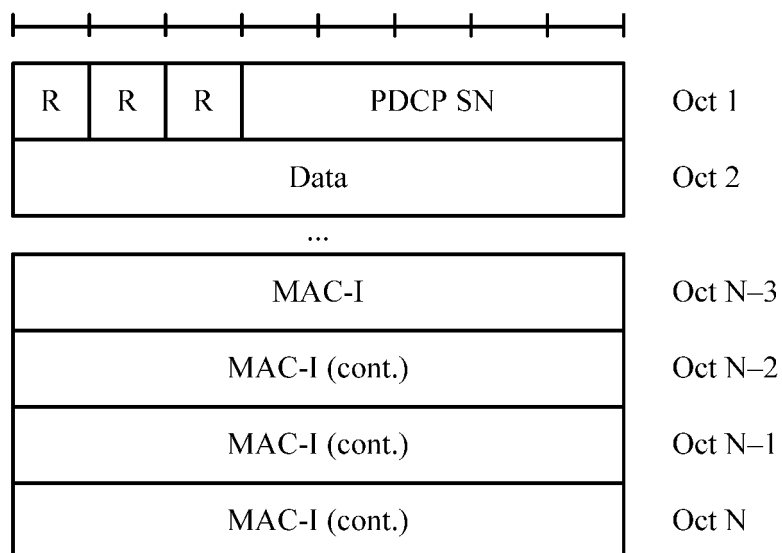 R R R PDCP SN Oct 1
Data Oct 2
...
MAC-I Oct N–3
MAC-I (cont.) Oct N–2
MAC-I (cont.) Oct N–1
MAC-I (cont.) Oct N